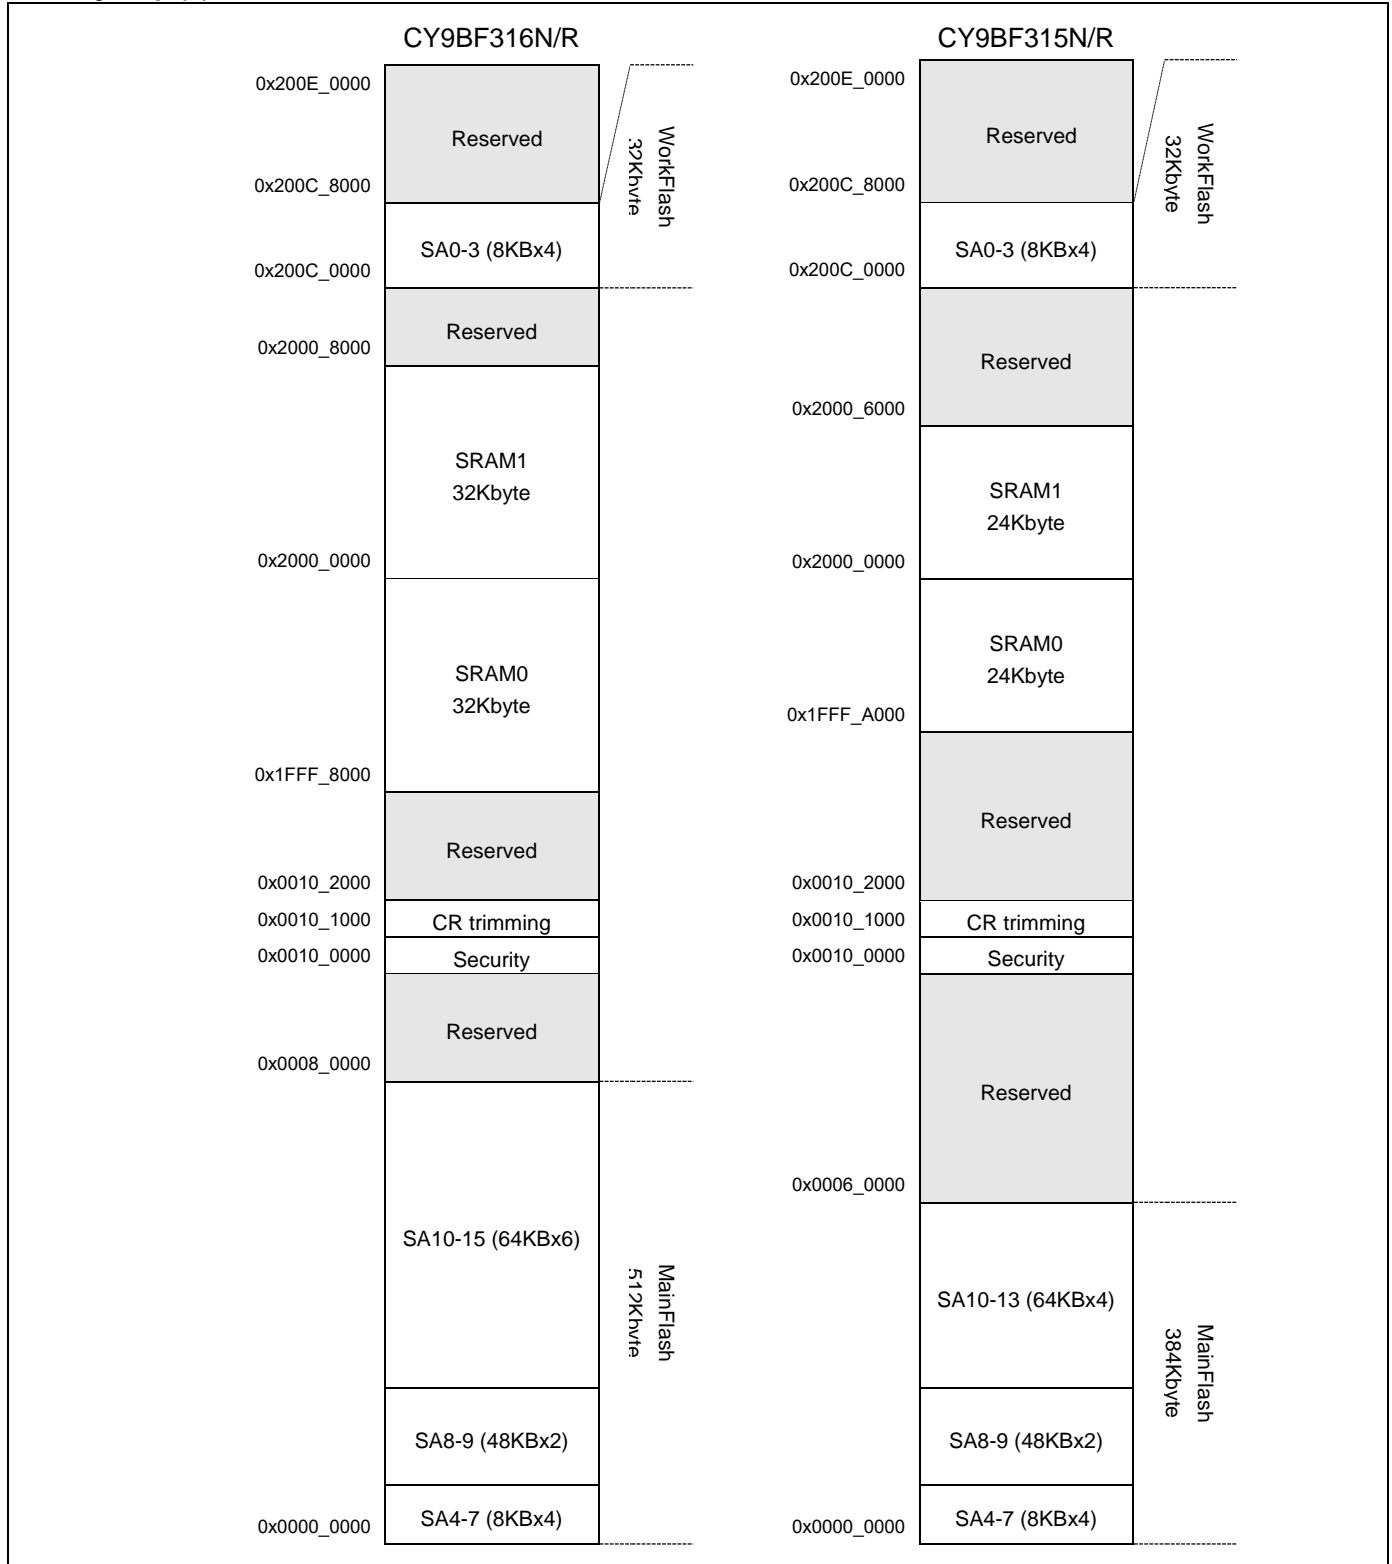 CY9BF316N/R
0x200E_0000
Reserved
0x200C_8000
SA0-3 (8KBx4)
0x200C_0000
Reserved
0x2000_8000
SRAM1
32Kbyte
0x2000_0000
SRAM0
32Kbyte
0x1FFF_8000
Reserved
0x0010_2000
0x0010_1000
CR trimming
0x0010_0000
Security
Reserved
0x0008_0000
SA10-15 (64KBx6)
SA8-9 (48KBx2)
0x0000_0000
SA4-7 (8KBx4)
WorkFlash
32Kbyte
MainFlash
512Kbyte
CY9BF315N/R
0x200E_0000
Reserved
0x200C_8000
SA0-3 (8KBx4)
0x200C_0000
Reserved
0x2000_6000
SRAM1
24Kbyte
0x2000_0000
SRAM0
24Kbyte
0x1FFF_A000
Reserved
0x0010_2000
0x0010_1000
CR trimming
0x0010_0000
Security
Reserved
0x0006_0000
SA10-13 (64KBx4)
SA8-9 (48KBx2)
0x0000_0000
SA4-7 (8KBx4)
WorkFlash
32Kbyte
MainFlash
384Kbyte